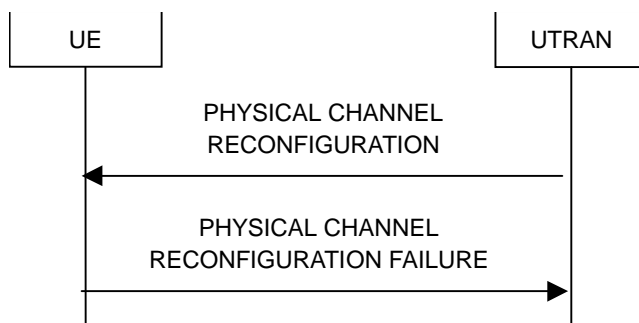 UE
UTRAN
PHYSICAL CHANNEL
RECONFIGURATION
PHYSICAL CHANNEL
RECONFIGURATION FAILURE